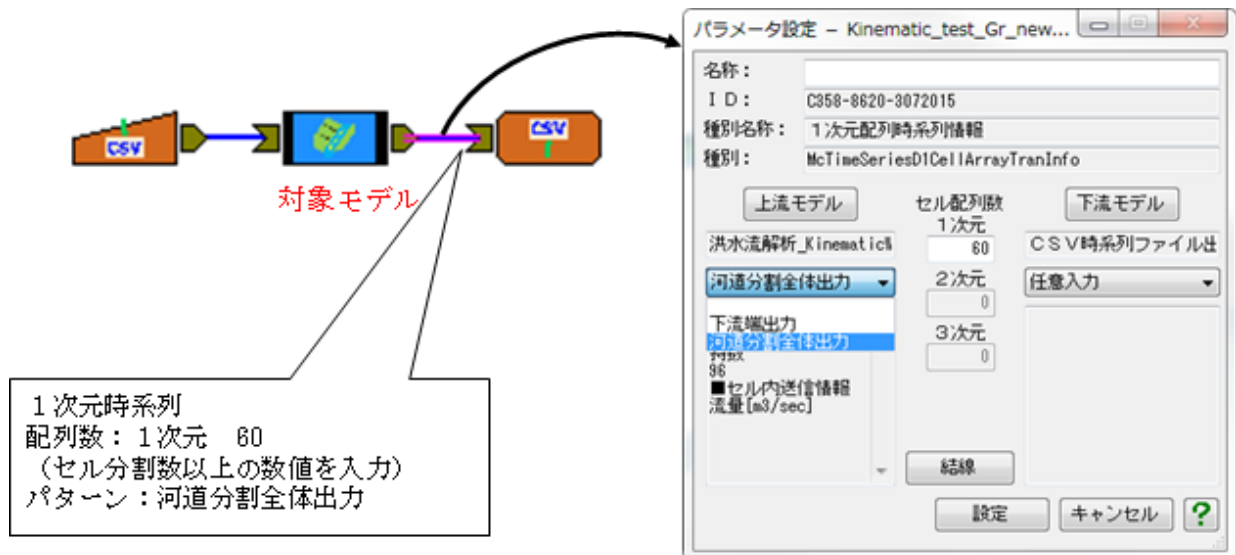 CSV
CSV
対象モデル
１次元時系列
配列数：１次元　60
（セル分割数以上の数値を入力）
パターン：河道分割全体出力
パラメータ設定 － Kinematic_test_Gr_new...
名称：
ＩＤ：
C358-8620-3072015
種別名称：
１次元配列時系列情報
種別：
McTimeSeriesD1CellArrayTranInfo
上流モデル
セル配列数
下流モデル
１次元
洪水流解析_Kinematic
60
ＣＳＶ時系列ファイル出
河道分割全体出力
２次元
任意入力
0
下流端出力
河道分割全体出力
３次元
0
96
■セル内送信情報
流量[m3/sec]
結線
設定
キャンセル
?